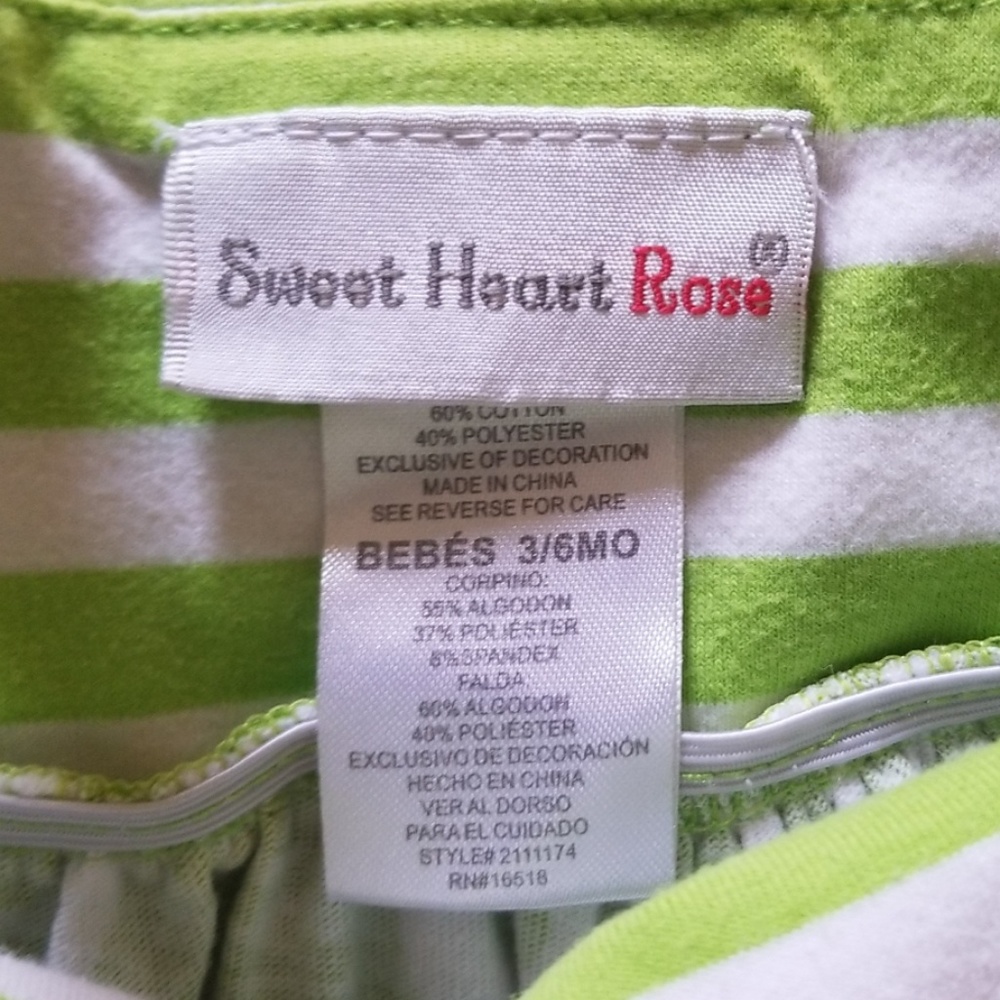 Sweet Heart Rose®
60% COTTON
40% POLYESTER
EXCLUSIVE OF DECORATION
MADE IN CHINA
SEE REVERSE FOR CARE
BEBÉS 3/6MO
CORPINO:
55% ALGODON
37% POLIÉSTER
8% SPANDEX
FALDA
60% ALGODON
40% POLIÉSTER
EXCLUSIVO DE DECORACIÓN
HECHO EN CHINA
VER AL DORSO
PARA EL CUIDADO
STYLE# 2111174
RN#16518